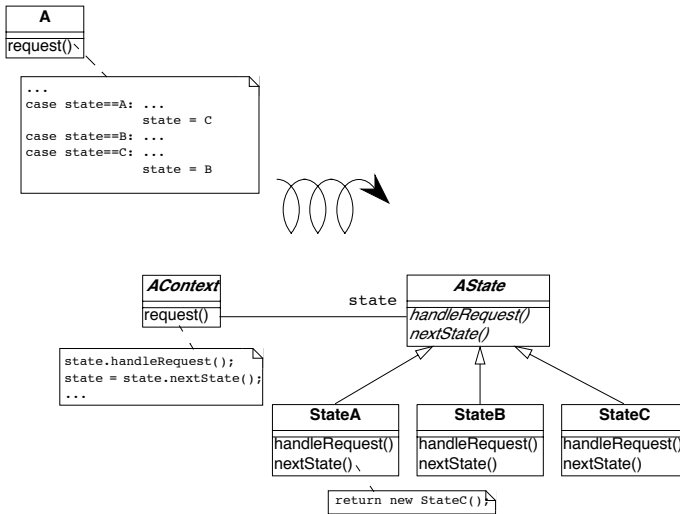 A
request()
...
case state==A: ...
state = C
case state==B: ...
case state==C: ...
state = B
AContext
request()
state
AState
handleRequest()
nextState()
state.handleRequest();
state = state.nextState();
...
StateA
handleRequest()
nextState()
StateB
handleRequest()
nextState()
StateC
handleRequest()
nextState()
return new StateC();